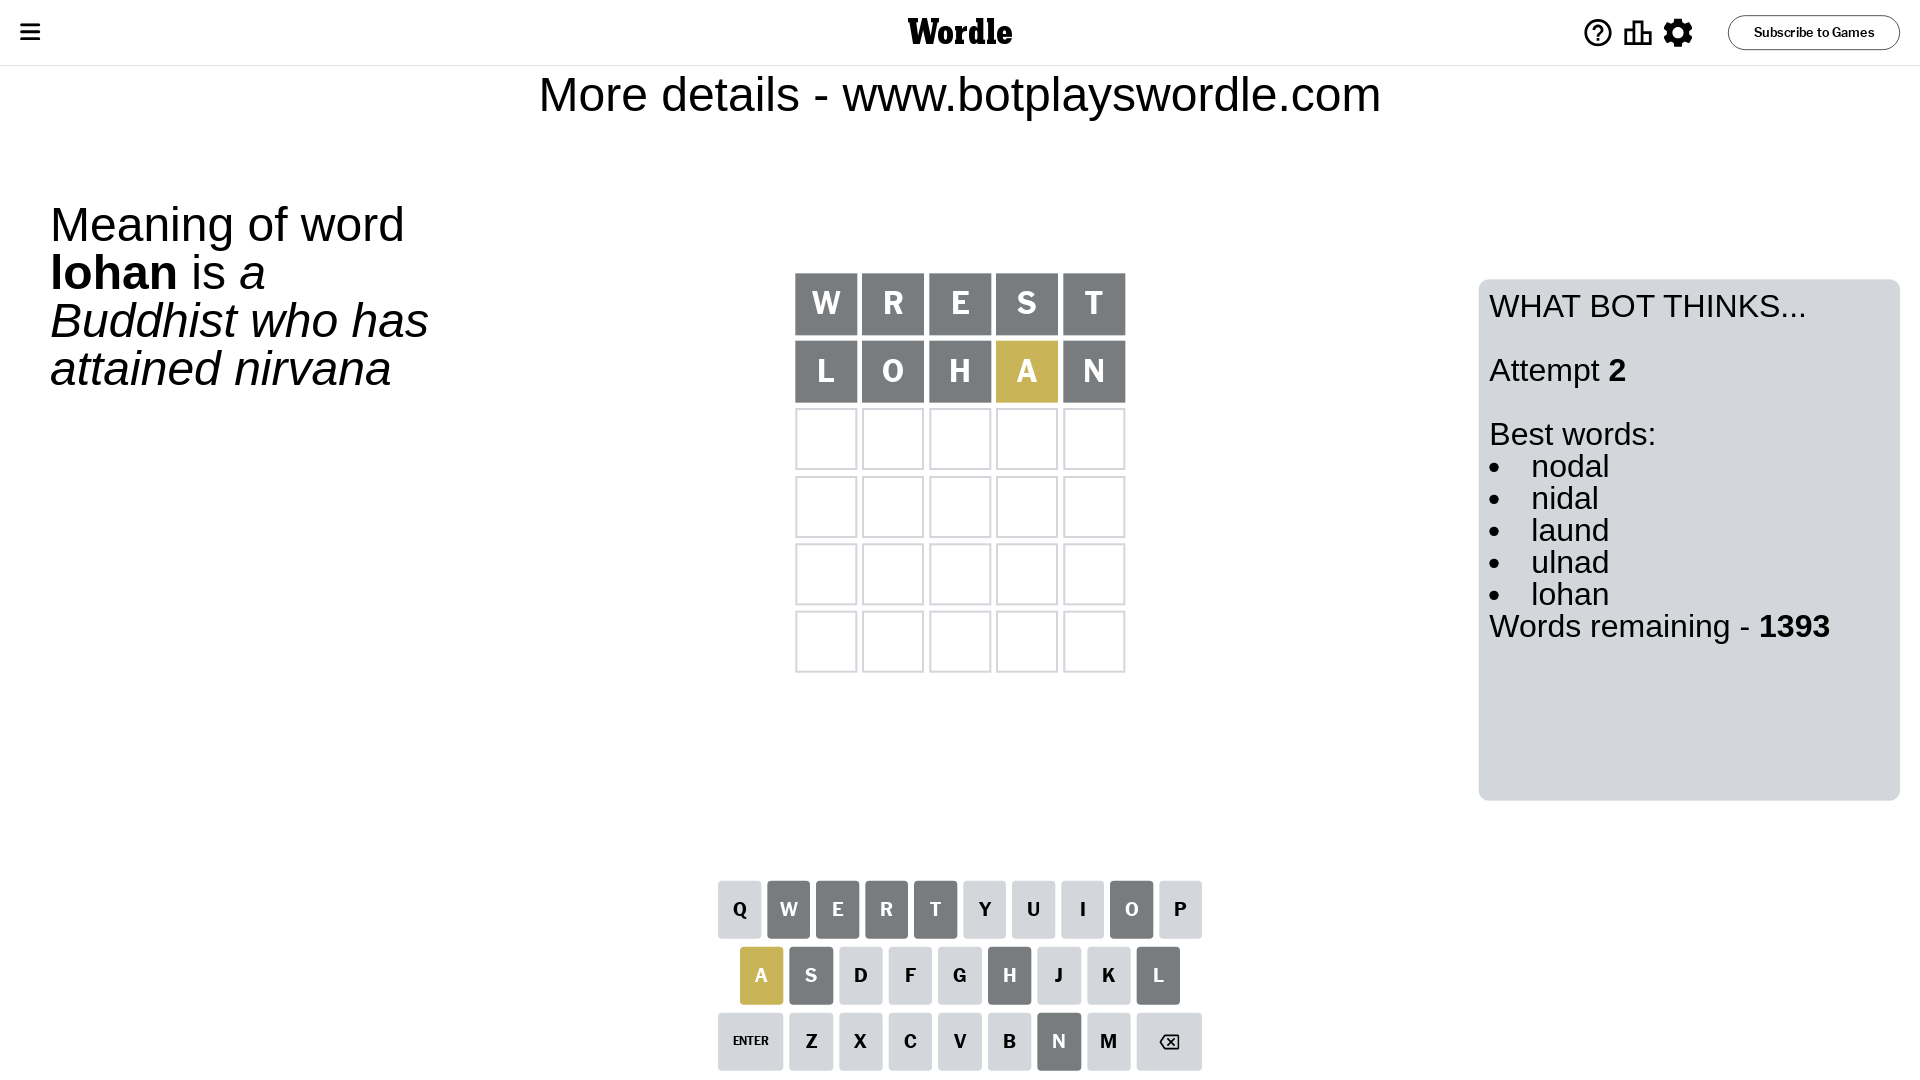 Wordle
Subscribe to Games
More details - www.botplayswordle.com
Meaning of word
lohan is a
Buddhist who has
attained nirvana
W R E S T
L O H A N
WHAT BOT THINKS...
Attempt 2
Best words:
• nodal
• nidal
• laund
• ulnad
• lohan
Words remaining - 1393
Q W E R T Y U I O P
A S D F G H J K L
ENTER Z X C V B N M